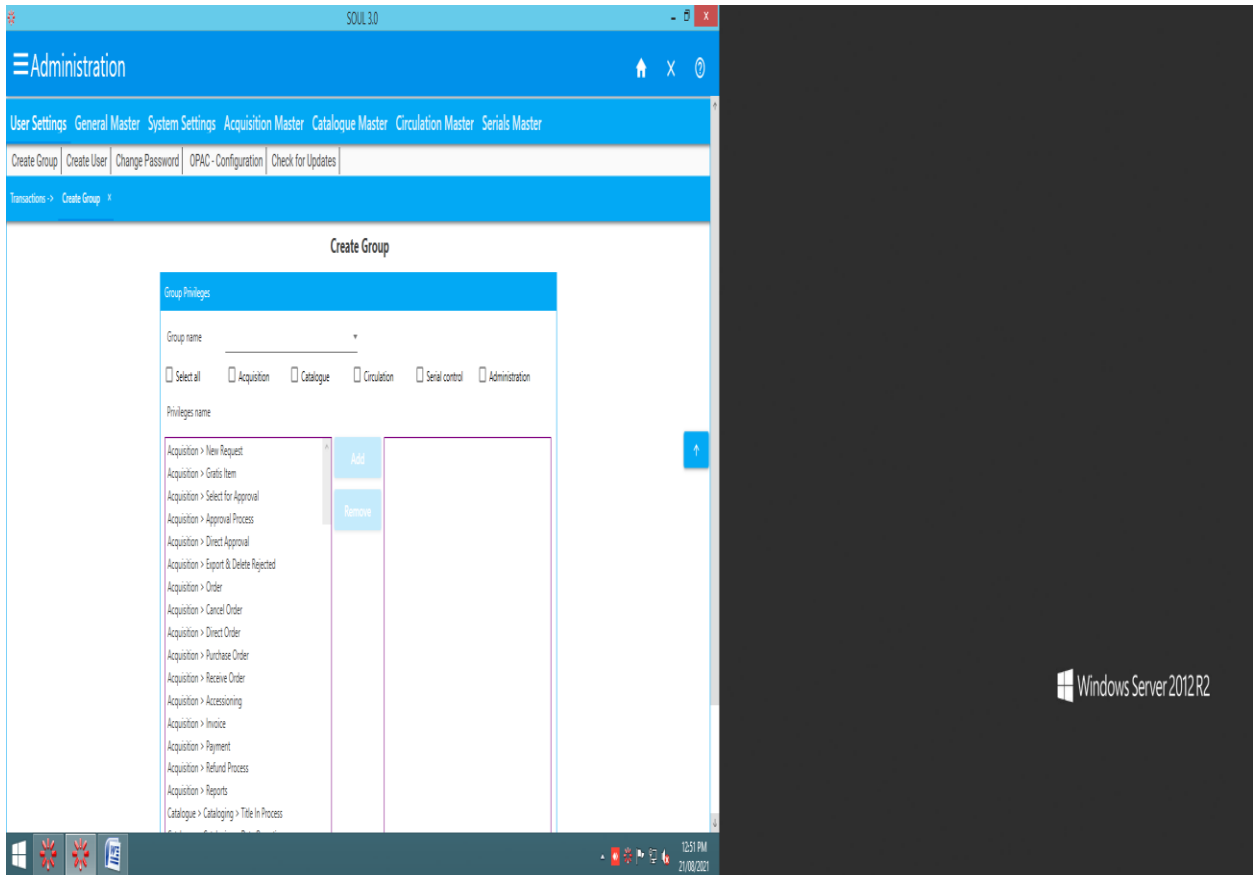 SOUL 3.0
Administration
User Settings General Master System Settings Acquisition Master Catalogue Master Circulation Master Serials Master
Create Group Create User Change Password OPAC - Configuration Check for Updates
Transactions -> Create Group x
Create Group
Group Privileges
Group name
Select all Acquisition Catalogue Circulation Serial control Administration
Privileges name
Acquisition > New Request
Acquisition > Gratis Item
Acquisition > Select for Approval
Acquisition > Approval Process
Acquisition > Direct Approval
Acquisition > Export & Delete Rejected
Acquisition > Order
Acquisition > Cancel Order
Acquisition > Direct Order
Acquisition > Purchase Order
Acquisition > Receive Order
Acquisition > Accessioning
Acquisition > Invoice
Acquisition > Payment
Acquisition > Refund Process
Acquisition > Reports
Catalogue > Cataloging > Title In Process
Add
Remove
Windows Server 2012 R2
12:51 PM
21/08/2021